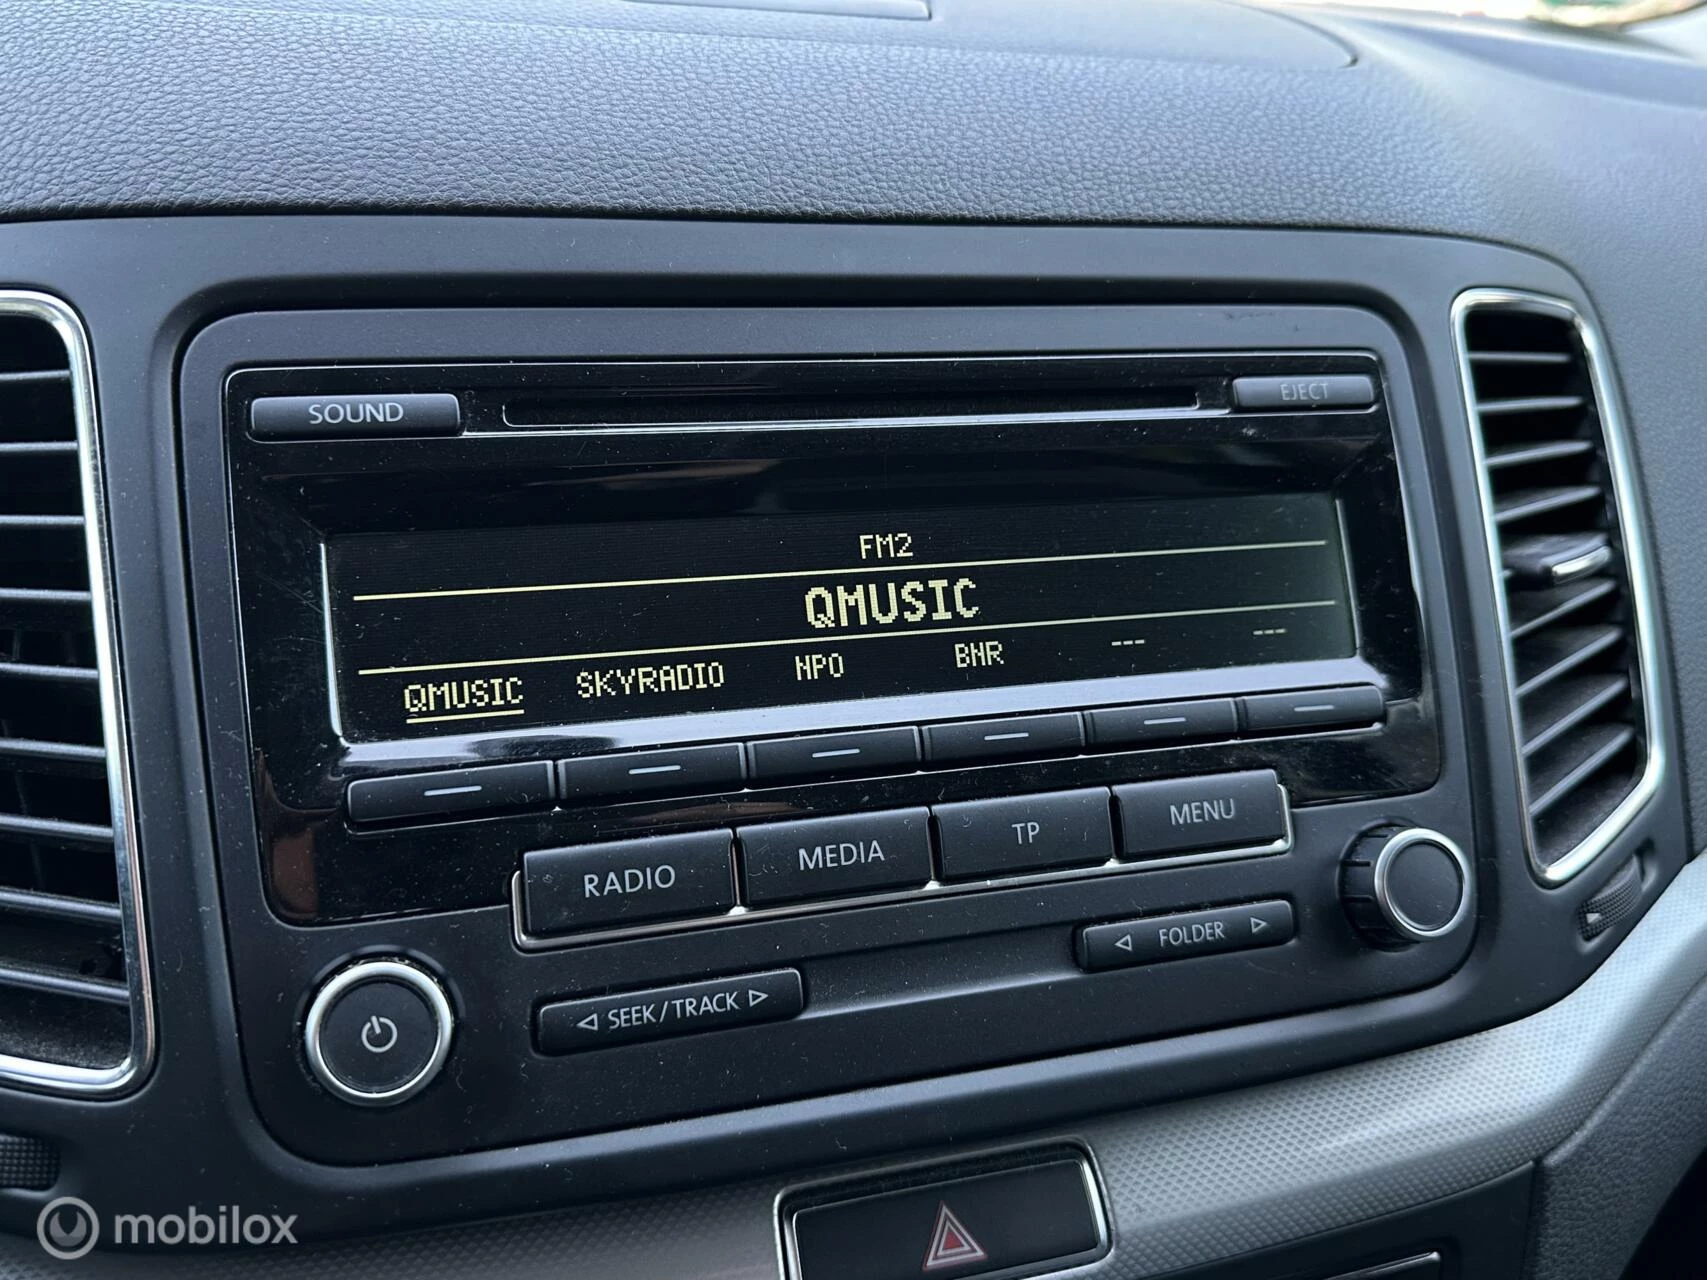 SOUND
EJECT
FM2
QMUSIC
QMUSIC SKYRADIO NPO BNR --- ---
RADIO MEDIA TP MENU
SEEK/TRACK
FOLDER
mobilox